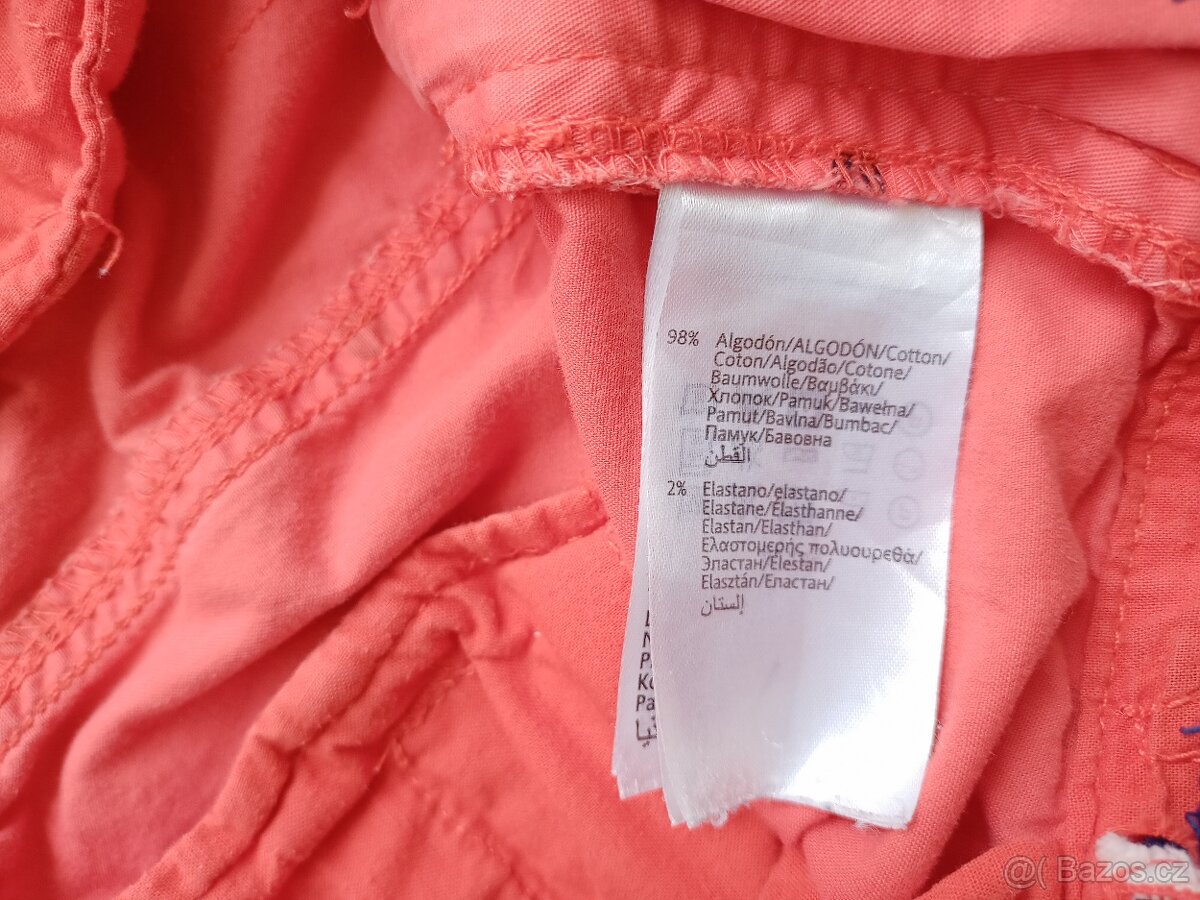 98% Algodón/ALGODÓN/Cotton/
Coton/Algodão/Cotone/
Baumwolle/Βαμβάκι/
Хлопок/Pamuk/Bawełna/
Pamut/Bavlna/Bumbac/
Памук/Бавовна
القطن
2% Elastano/elastano/
Elastane/Élasthanne/
Elastan/Elasthan/
Ελαστομερής πολυουρεθά/
Эластан/Elestan/
Elasztán/Еластан/
إلستان
@( Bazos.cz